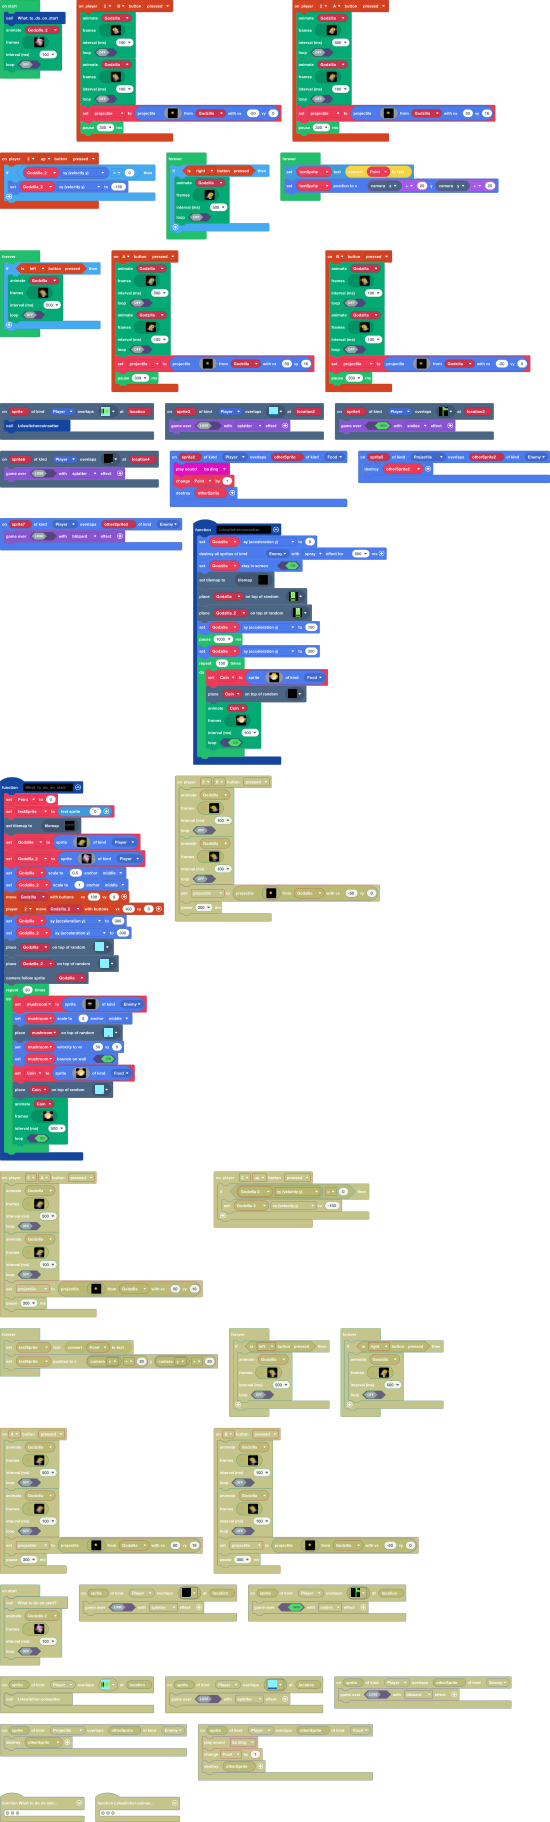 on start
call What_to_do_on_start
animate Godzilla_2
frames
interval (ms) 100
loop OFF
on player 2 B button pressed
animate Godzilla
frames
interval (ms) 100
loop OFF
animate Godzilla
frames
interval (ms) 100
loop OFF
set projectile to projectile from Godzilla with vx -50 vy 0
pause 300 ms
on player 2 A button pressed
animate Godzilla
frames
interval (ms) 500
loop OFF
animate Godzilla
frames
interval (ms) 100
loop OFF
set projectile to projectile from Godzilla with vx 50 vy
pause 300 ms
on player 2 up button pressed
if Godzilla_2 vy (velocity y) = 0 then
set Godzilla_2 vy (velocity y) to -150
forever
if is right button pressed then
animate Godzilla
frames
interval (ms) 500
loop OFF
forever
set textSprite text convert Point to text
set textSprite position to x camera x + y camera y +
forever
if is left button pressed then
animate Godzilla
frames
interval (ms) 500
loop OFF
on A button pressed
animate Godzilla
frames
interval (ms) 500
loop OFF
animate Godzilla
frames
interval (ms) 100
loop OFF
set projectile to projectile from Godzilla with vx 50 vy
pause 300 ms
on B button pressed
animate Godzilla
frames
interval (ms) 100
loop OFF
animate Godzilla
frames
interval (ms) 100
loop OFF
set projectile to projectile from Godzilla with vx -50 vy 0
pause 300 ms
on sprite of kind Player overlaps at location
call
on sprite3 of kind Player overlaps at location2
game over LOSE with splatter effect
on sprite4 of kind Player overlaps at location3
game over WIN with smiles effect
on sprite5 of kind Player overlaps at location4
game over LOSE with splatter effect
on sprite2 of kind Player overlaps otherSprite of kind Food
play sound ba ding
change Point by 1
destroy otherSprite
on sprite6 of kind Projectile overlaps otherSprite2 of kind Enemy
destroy otherSprite2
on sprite7 of kind Player overlaps otherSprite3 of kind Enemy
game over LOSE with blizzard effect
function
set Godzilla ay (acceleration y) to 0
destroy all sprites of kind Enemy with spray effect for 500 ms
set Godzilla stay in screen ON
set tilemap to tilemap
place Godzilla on top of random
place Godzilla_2 on top of random
set Godzilla ay (acceleration y) to 100
pause 1000 ms
set Godzilla ay (acceleration y) to 300
repeat 150 times
do
set Coin to sprite of kind Food
place Coin on top of random
animate Coin
frames
interval (ms) 100
loop ON
function What_to_do_on_start
set Point to 0
set textSprite to text sprite 0
set tilemap to tilemap
set Godzilla to sprite of kind Player
set Godzilla_2 to sprite of kind Player
set Godzilla scale to 0.5 anchor middle
set Godzilla_2 scale to 1 anchor middle
move Godzilla with buttons vx 100 vy 0
player 2 move Godzilla_2 with buttons vx 100 vy 0
set Godzilla ay (acceleration y) to 300
set Godzilla_2 ay (acceleration y) to 200
place Godzilla on top of random
place Godzilla_2 on top of random
camera follow sprite Godzilla
repeat times
do
set mushroom to sprite of kind Enemy
set mushroom scale to anchor middle
place mushroom on top of random
set mushroom velocity to vx 50 vy 0
set mushroom bounce on wall ON
set Coin to sprite of kind Food
place Coin on top of random
animate Coin
frames
interval (ms) 500
loop ON
on player 2 B button pressed
animate Godzilla
frames
interval (ms) 100
loop OFF
animate Godzilla
frames
interval (ms) 100
loop OFF
set projectile to projectile from Godzilla with vx -50 vy 0
pause 300 ms
on player 2 A button pressed
animate Godzilla
frames
interval (ms) 500
loop OFF
animate Godzilla
frames
interval (ms) 100
loop OFF
set projectile to projectile from Godzilla with vx 50 vy
pause 300 ms
on player 2 up button pressed
if Godzilla 2 vy (velocity y) = 0 then
set Godzilla 2 vy (velocity y) to -150
forever
set textSprite text convert Point to text
set textSprite position to x camera x + y camera y +
forever
if is left button pressed then
animate Godzilla
frames
interval (ms) 500
loop OFF
forever
if is right button pressed then
animate Godzilla
frames
interval (ms) 500
loop OFF
on A button pressed
animate Godzilla
frames
interval (ms) 500
loop OFF
animate Godzilla
frames
interval (ms) 100
loop OFF
set projectile to projectile from Godzilla with vx 50 vy
pause 300 ms
on B button pressed
animate Godzilla
frames
interval (ms) 100
loop OFF
animate Godzilla
frames
interval (ms) 100
loop OFF
set projectile to projectile from Godzilla with vx -50 vy 0
pause 300 ms
on start
call What to do on start
animate Godzilla 2
frames
interval (ms) 100
loop OFF
on sprite of kind Player overlaps at location
game over LOSE with splatter effect
on sprite of kind Player overlaps at location
game over WIN with smiles effect
on sprite of kind Player overlaps at location
call
on sprite of kind Player overlaps at location
game over LOSE with splatter effect
on sprite of kind Player overlaps otherSprite of kind Enemy
game over LOSE with blizzard effect
on sprite of kind Projectile overlaps otherSprite of kind Enemy
destroy otherSprite
on sprite of kind Player overlaps otherSprite of kind Food
play sound ba ding
change Point by 1
destroy otherSprite
function What to do on...
function